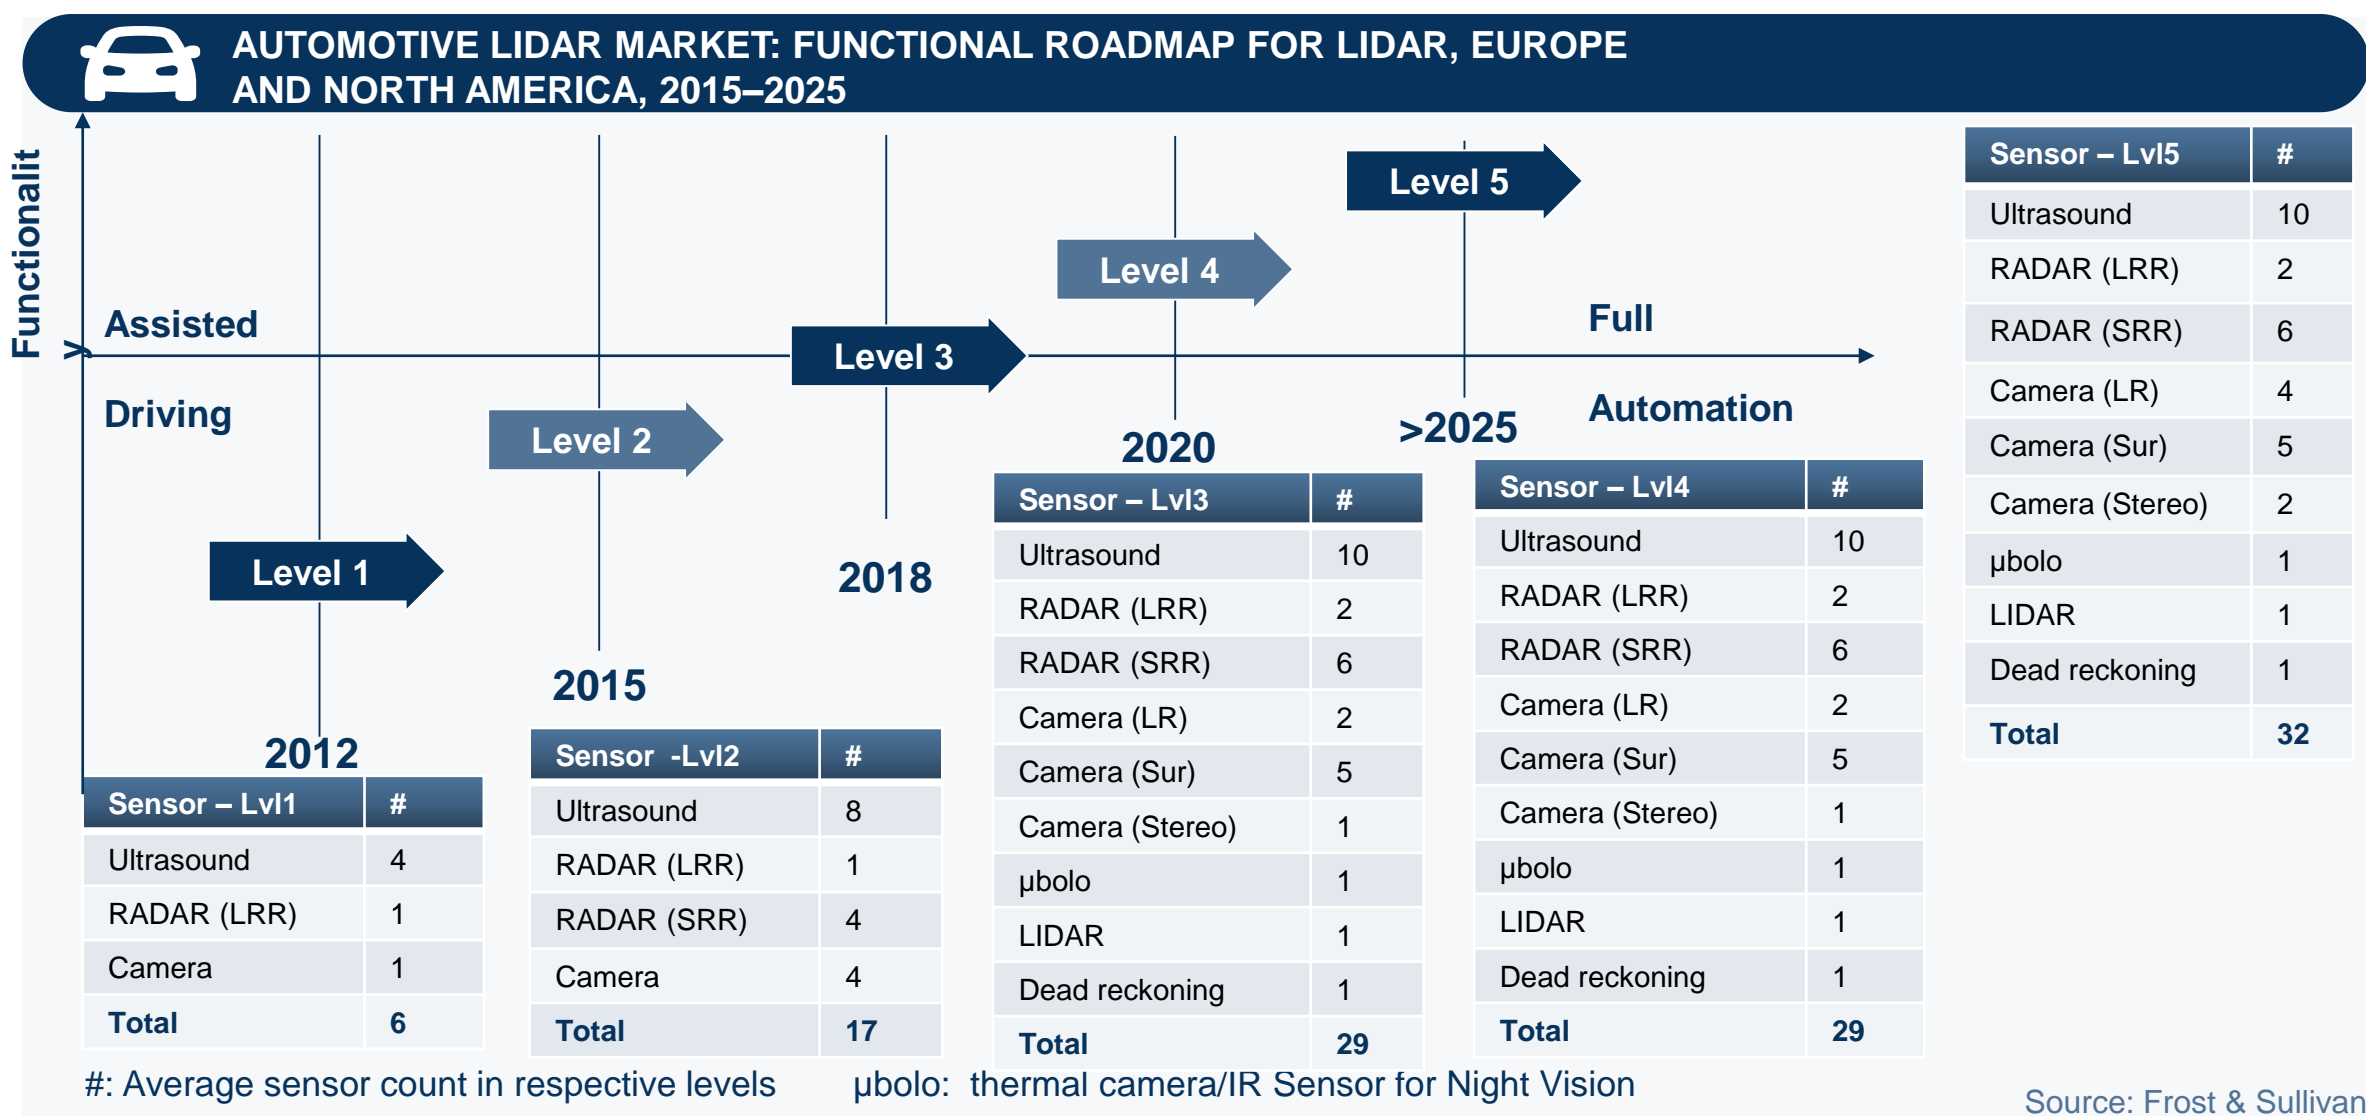 AUTOMOTIVE LIDAR MARKET: FUNCTIONAL ROADMAP FOR LIDAR, EUROPE
AND NORTH AMERICA, 2015–2025
Functionalit
y
Assisted
Driving
Full
Automation
Level 1
Level 2
Level 3
Level 4
Level 5
2012
2015
2018
2020
>2025
Sensor – Lvl1 #
Ultrasound 4
RADAR (LRR) 1
Camera 1
Total 6
Sensor -Lvl2 #
Ultrasound 8
RADAR (LRR) 1
RADAR (SRR) 4
Camera 4
Total 17
Sensor – Lvl3 #
Ultrasound 10
RADAR (LRR) 2
RADAR (SRR) 6
Camera (LR) 2
Camera (Sur) 5
Camera (Stereo) 1
µbolo 1
LIDAR 1
Dead reckoning 1
Total 29
Sensor – Lvl4 #
Ultrasound 10
RADAR (LRR) 2
RADAR (SRR) 6
Camera (LR) 2
Camera (Sur) 5
Camera (Stereo) 1
µbolo 1
LIDAR 1
Dead reckoning 1
Total 29
Sensor – Lvl5 #
Ultrasound 10
RADAR (LRR) 2
RADAR (SRR) 6
Camera (LR) 4
Camera (Sur) 5
Camera (Stereo) 2
µbolo 1
LIDAR 1
Dead reckoning 1
Total 32
#: Average sensor count in respective levels µbolo: thermal camera/IR Sensor for Night Vision
Source: Frost & Sullivan